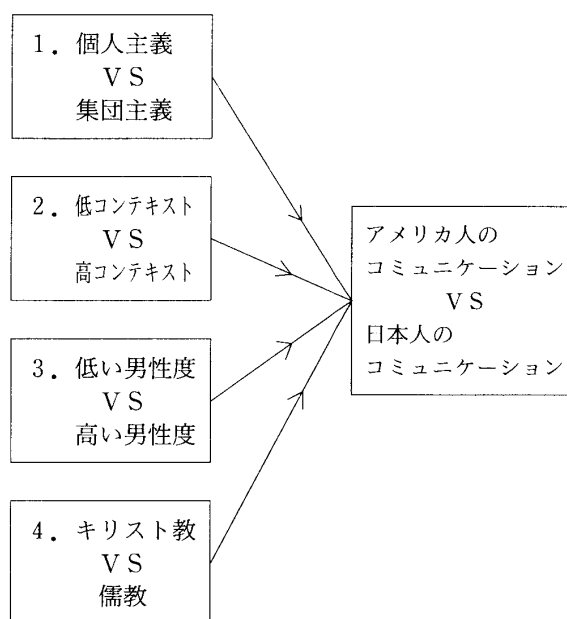 1．個人主義
VS
集団主義
2．低コンテキスト
VS
高コンテキスト
3．低い男性度
VS
高い男性度
4．キリスト教
VS
儒教
アメリカ人の
コミュニケーション
VS
日本人の
コミュニケーション